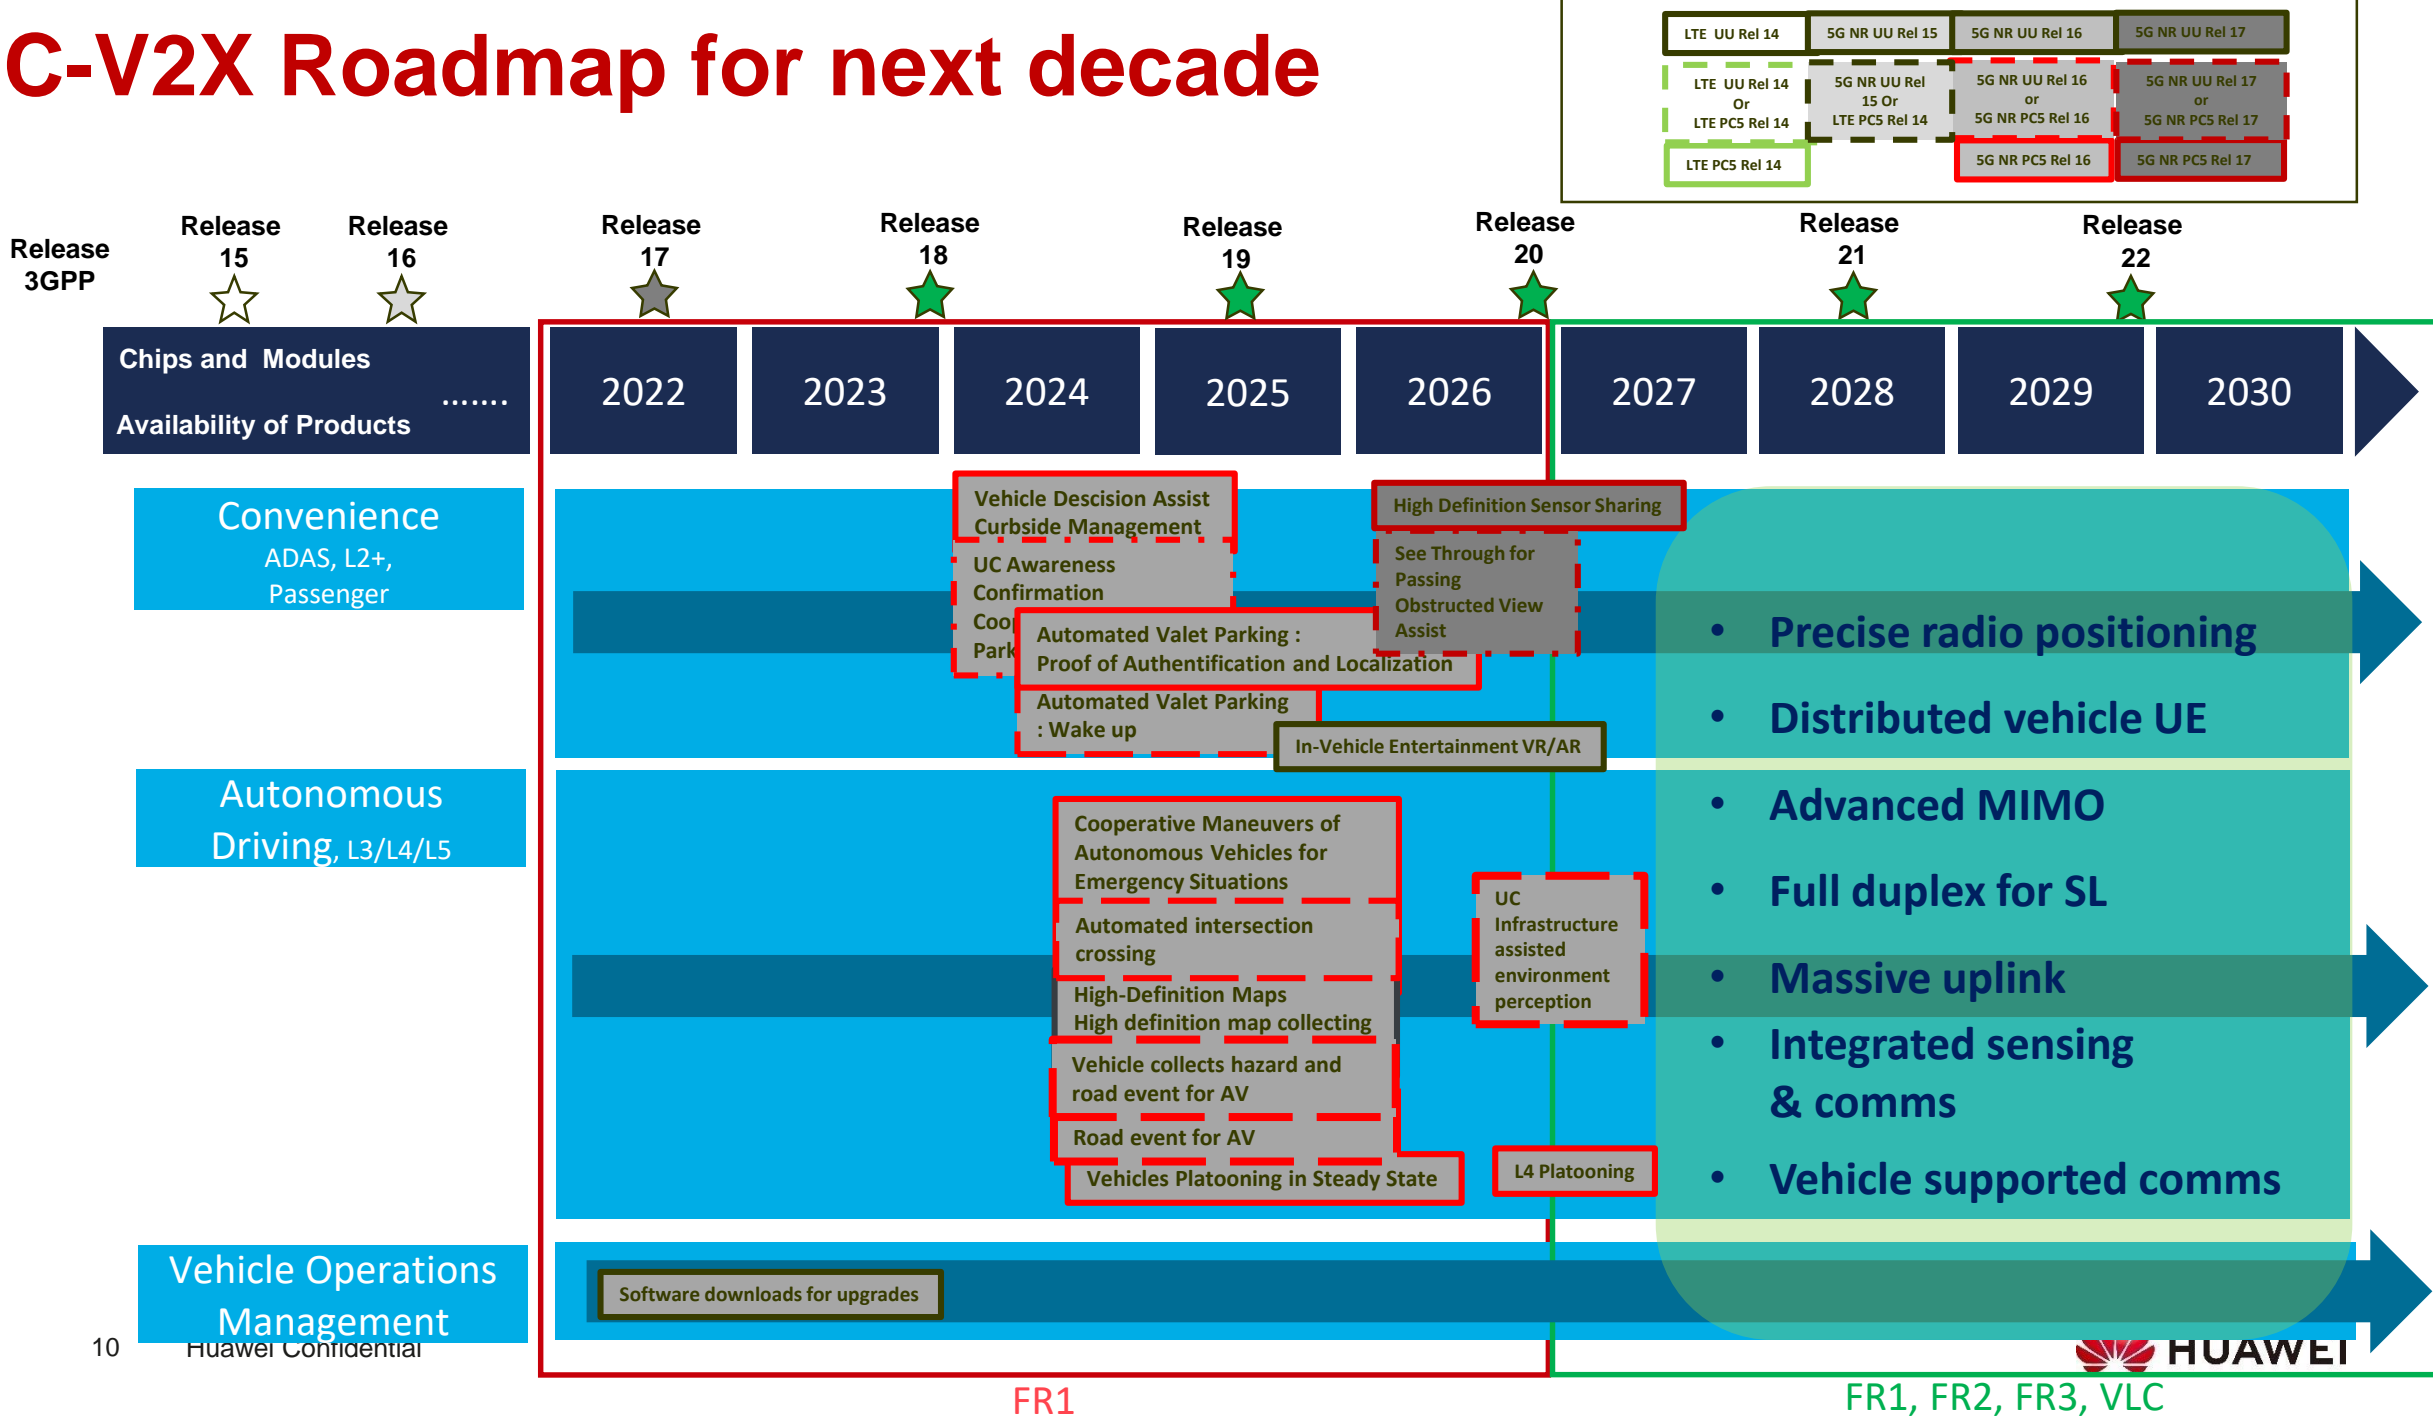 C-V2X Roadmap for next decade
LTE UU Rel 14
5G NR UU Rel 15
5G NR UU Rel 16
5G NR UU Rel 17
LTE UU Rel 14
Or
LTE PC5 Rel 14
5G NR UU Rel
15 Or
LTE PC5 Rel 14
5G NR UU Rel 16
or
5G NR PC5 Rel 16
5G NR UU Rel 17
or
5G NR PC5 Rel 17
LTE PC5 Rel 14
5G NR PC5 Rel 16
5G NR PC5 Rel 17
Release
3GPP
Release
15
Release
16
Release
17
Release
18
Release
19
Release
20
Release
21
Release
22
Chips and Modules
.......
Availability of Products
2022
2023
2024
2025
2026
2027
2028
2029
2030
Convenience
ADAS, L2+,
Passenger
Vehicle Descision Assist
Curbside Management
UC Awareness
Confirmation
Coo
Park
Automated Valet Parking :
Proof of Authentification and Localization
Automated Valet Parking
: Wake up
High Definition Sensor Sharing
See Through for
Passing
Obstructed View
Assist
In-Vehicle Entertainment VR/AR
Autonomous
Driving, L3/L4/L5
Cooperative Maneuvers of
Autonomous Vehicles for
Emergency Situations
Automated intersection
crossing
High-Definition Maps
High definition map collecting
Vehicle collects hazard and
road event for AV
Road event for AV
Vehicles Platooning in Steady State
UC
Infrastructure
assisted
environment
perception
L4 Platooning
• Precise radio positioning
• Distributed vehicle UE
• Advanced MIMO
• Full duplex for SL
• Massive uplink
• Integrated sensing
& comms
• Vehicle supported comms
Vehicle Operations
Management
Software downloads for upgrades
10
Huawei Confidential
HUAWEI
FR1
FR1, FR2, FR3, VLC